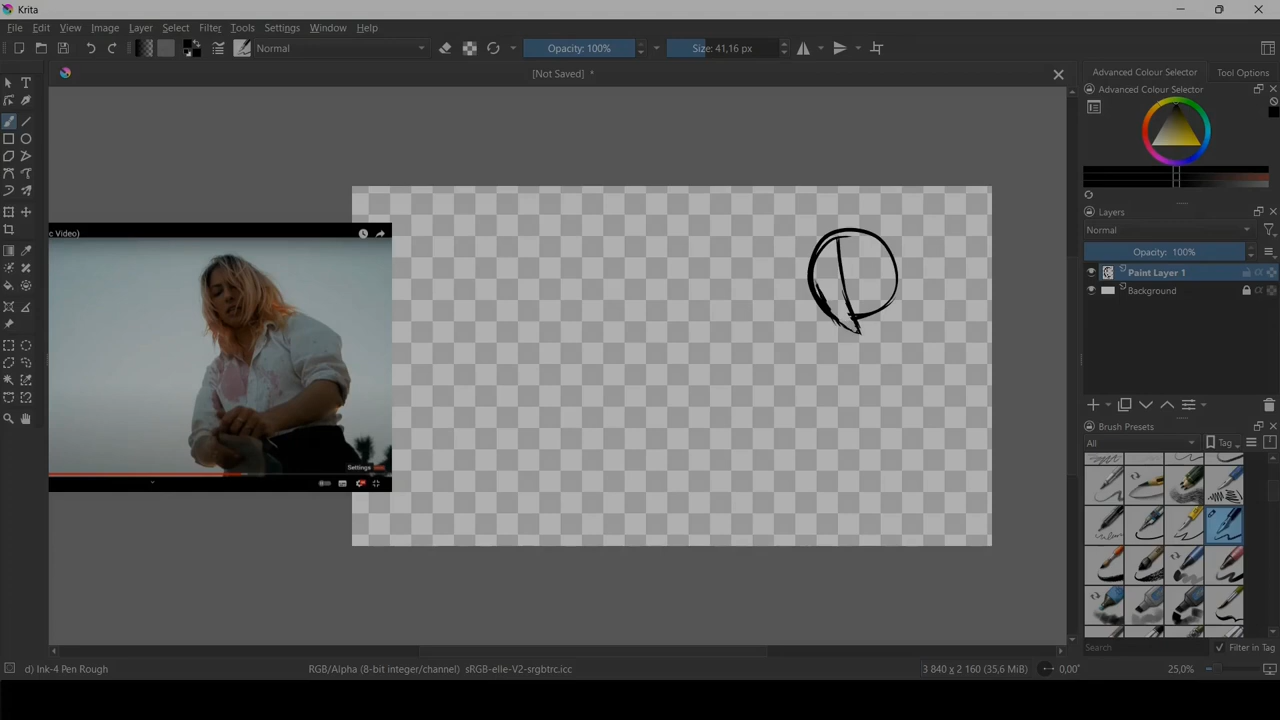 Krita
File Edit View Image Layer Select Filter Tools Settings Window Help
Normal Opacity: 100% Size: 41,16 px
[Not Saved] *
Advanced Colour Selector Tool Options
Advanced Colour Selector
Layers
Normal
Opacity: 100%
Paint Layer 1
Background
c Video)
Settings
Brush Presets
All Tag
Search Filter in Tag
d) Ink-4 Pen Rough RGB/Alpha (8-bit integer/channel) sRGB-elle-V2-srgbtrc.icc 3 840 x 2 160 (35,6 MiB) 0,00° 25,0%